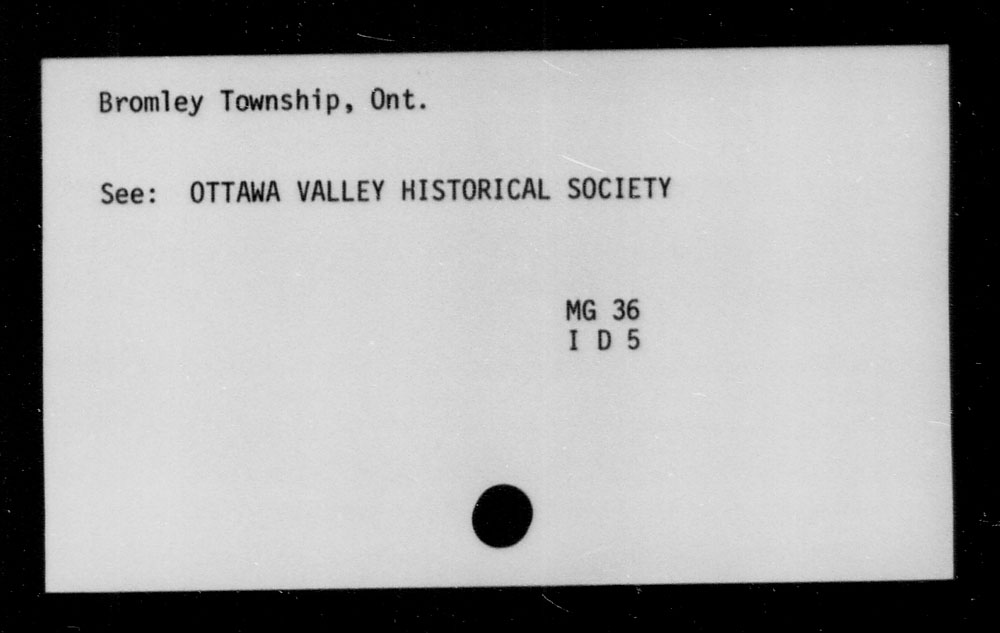 Bromley Township, Ont.
See: OTTAWA VALLEY HISTORICAL SOCIETY
MG 36
I D 5